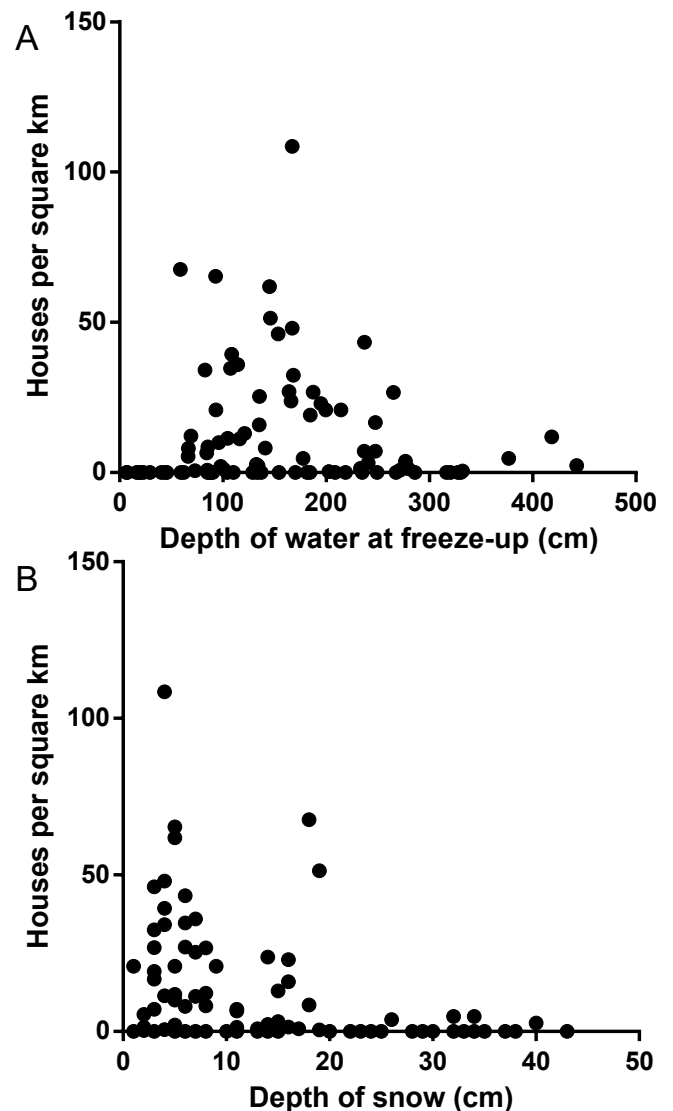 A
150
100
50
0
Houses per square km
0 100 200 300 400 500
Depth of water at freeze-up (cm)
B
150
100
50
0
Houses per square km
0 10 20 30 40 50
Depth of snow (cm)